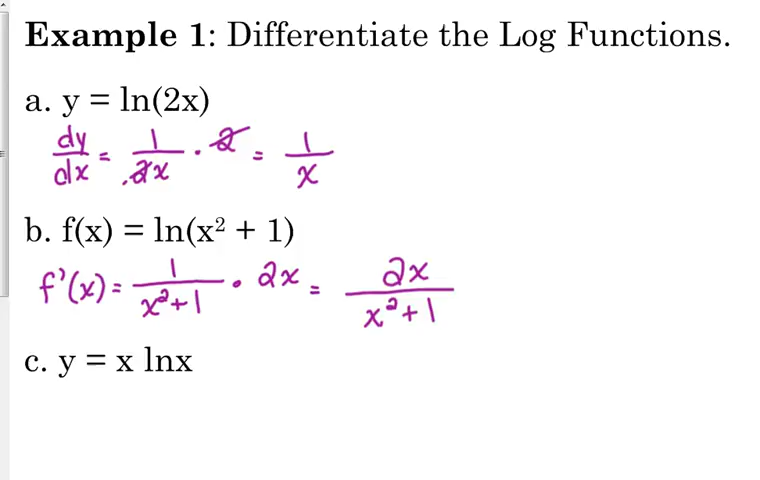 Example 1: Differentiate the Log Functions.
a. y = ln(2x)
dy/dx = 1/2x · 2 = 1/x
b. f(x) = ln(x² + 1)
f'(x) = 1/x²+1 · 2x = 2x/x²+1
c. y = x lnx